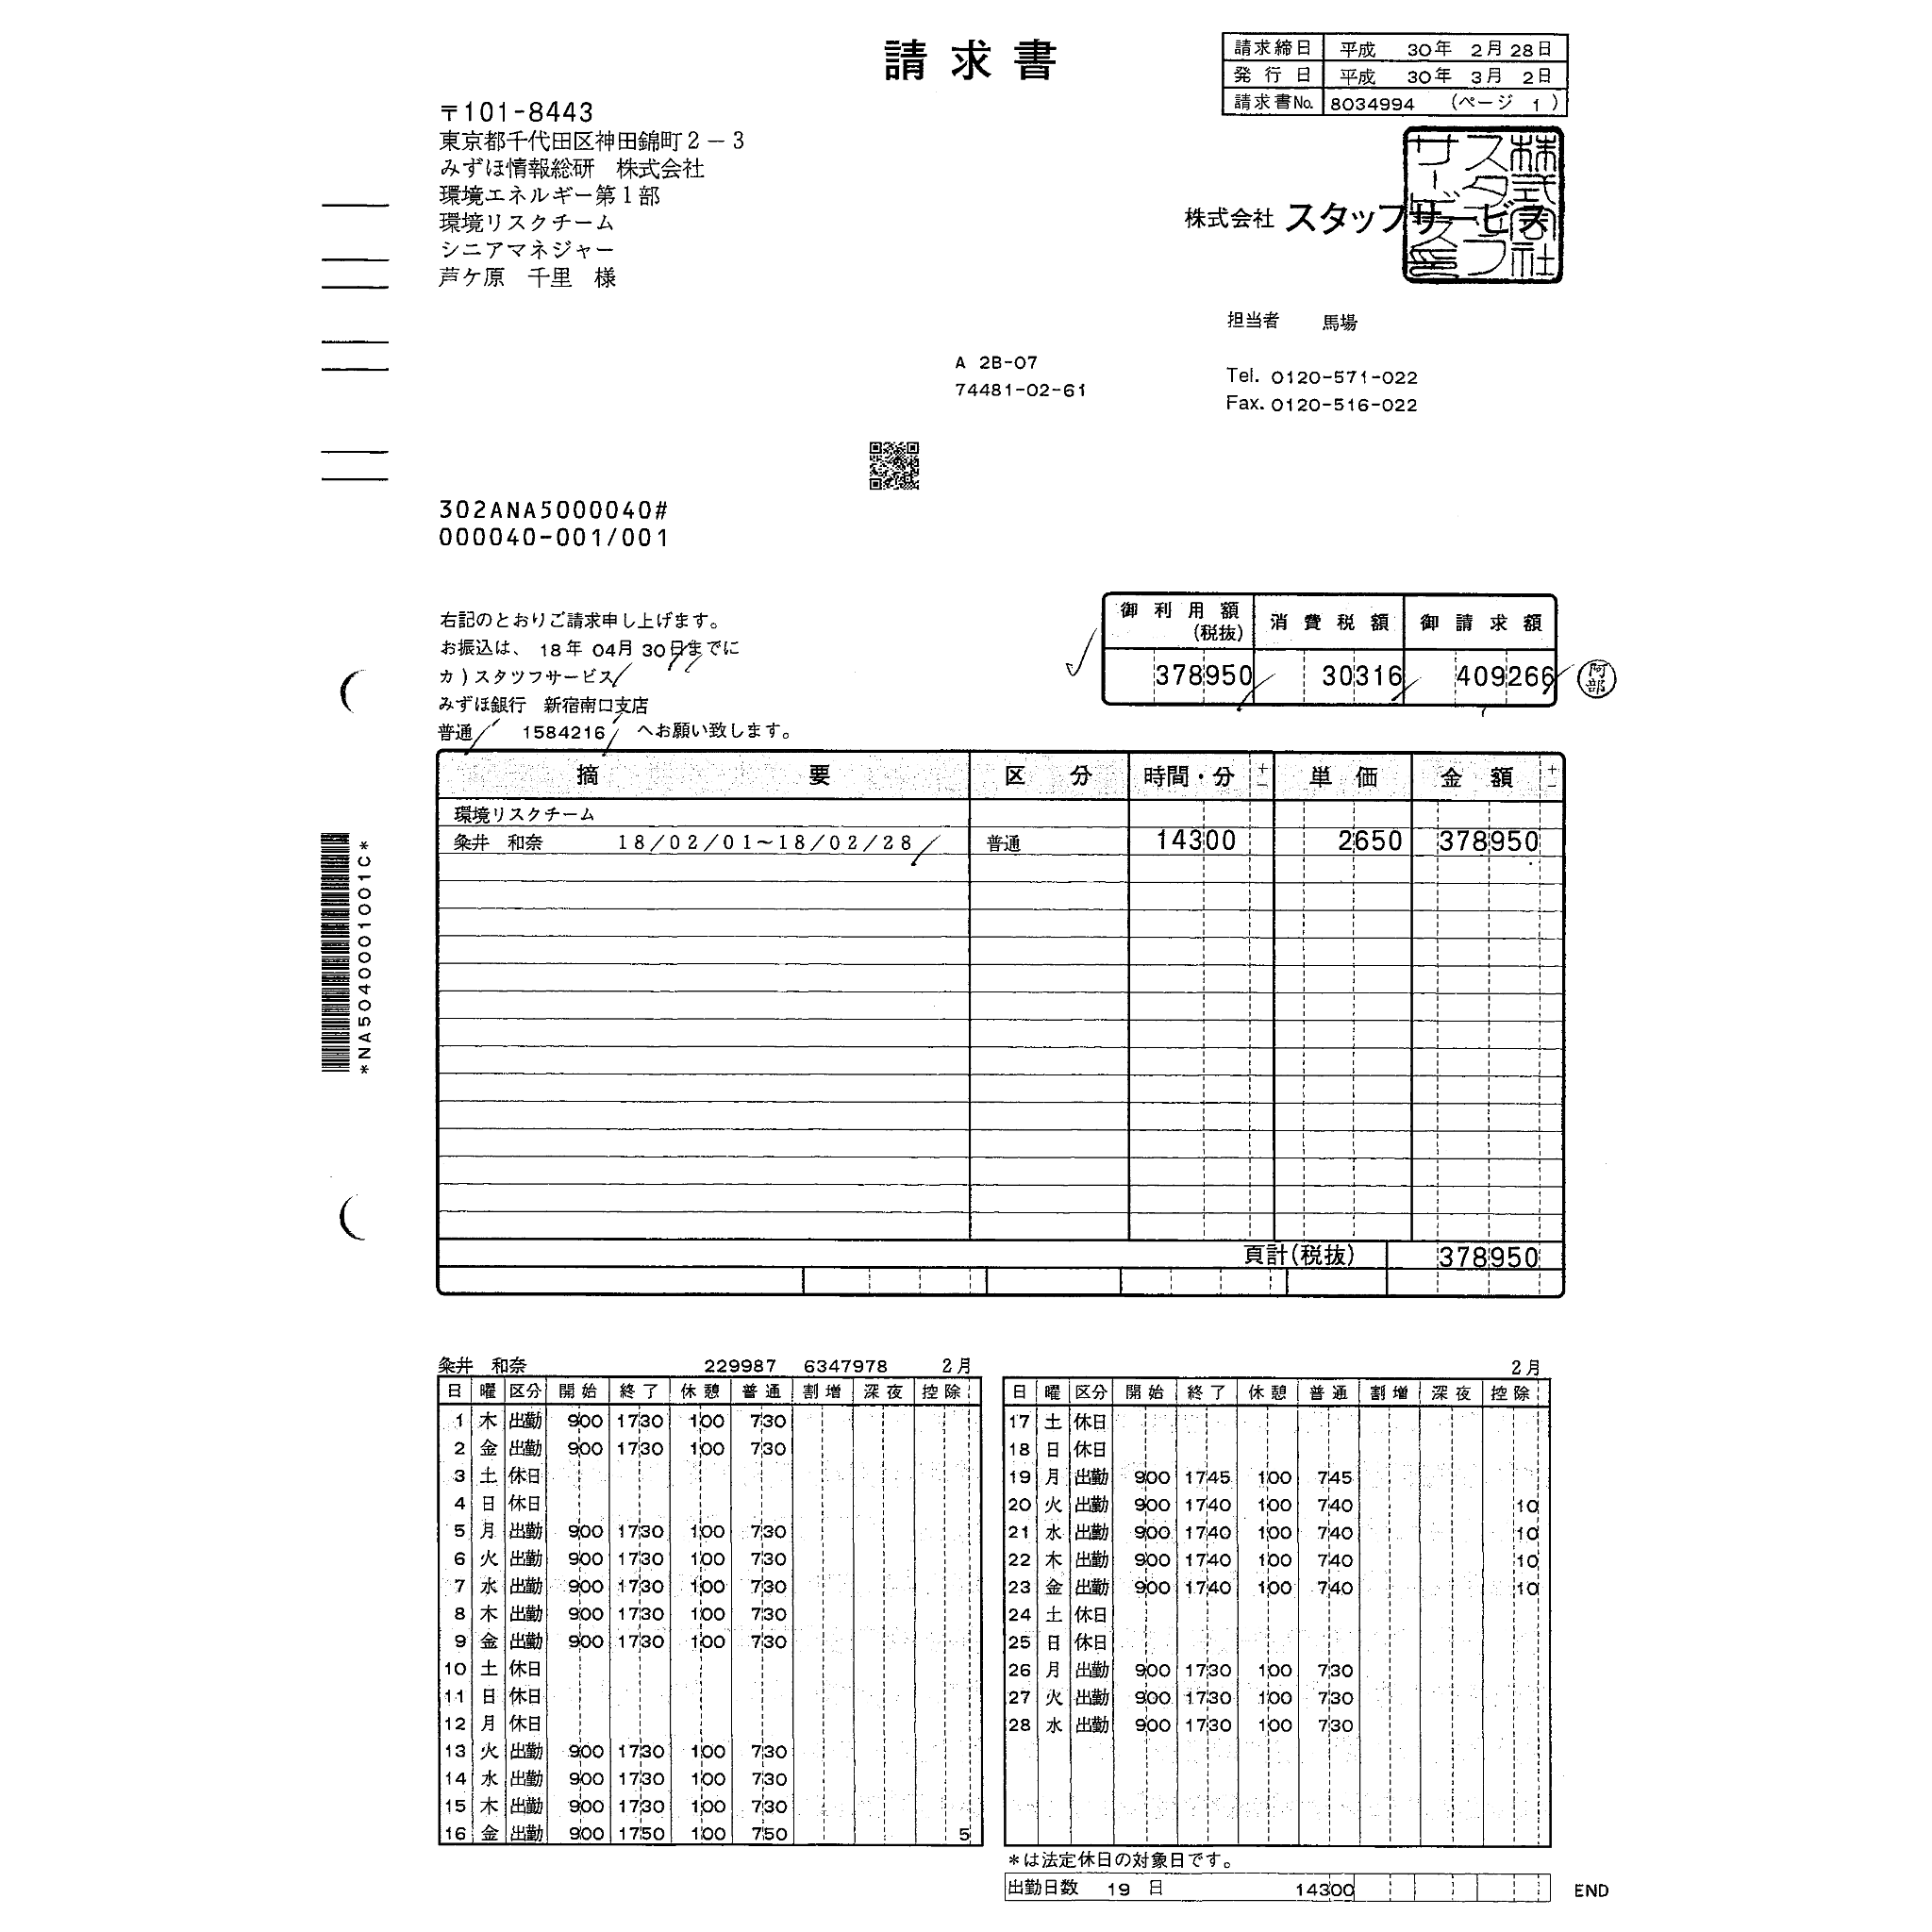 請求書
請求締日 平成 30年 2月 28日
発行日 平成 30年 3月 2日
請求書No. 8034994 (ページ 1)
〒101-8443
東京都千代田区神田錦町2-3
みずほ情報総研 株式会社
環境エネルギー第1部
環境リスクチーム
シニアマネジャー
芦ケ原 千里 様
株式会社 スタッフサービス
株式会社スタッフサービス印
担当者 馬場
A 2B-07
74481-02-61
Tel. 0120-571-022
Fax. 0120-516-022
302ANA5000040#
000040-001/001
右記のとおりご請求申し上げます。
お振込は、 18年 04月 30日までに
カ)スタツフサービス
みずほ銀行 新宿南口支店
普通 1584216 へお願い致します。
御利用額(税抜) 消費税額 御請求額
378950 30316 409266
阿部
摘要 区分 時間・分 +- 単価 金額 +-
環境リスクチーム
粂井 和奈 18/02/01~18/02/28 普通 14300 2650 378950
頁計(税抜) 378950
*NA5040001001C*
粂井 和奈 229987 6347978 2月
日 曜 区分 開始 終了 休憩 普通 割増 深夜 控除
1 木 出勤 900 1730 100 730
2 金 出勤 900 1730 100 730
3 土 休日
4 日 休日
5 月 出勤 900 1730 100 730
6 火 出勤 900 1730 100 730
7 水 出勤 900 1730 100 730
8 木 出勤 900 1730 100 730
9 金 出勤 900 1730 100 730
10 土 休日
11 日 休日
12 月 休日
13 火 出勤 900 1730 100 730
14 水 出勤 900 1730 100 730
15 木 出勤 900 1730 100 730
16 金 出勤 900 1750 100 750 5
2月
日 曜 区分 開始 終了 休憩 普通 割増 深夜 控除
17 土 休日
18 日 休日
19 月 出勤 900 1745 100 745
20 火 出勤 900 1740 100 740 10
21 水 出勤 900 1740 100 740 10
22 木 出勤 900 1740 100 740 10
23 金 出勤 900 1740 100 740 10
24 土 休日
25 日 休日
26 月 出勤 900 1730 100 730
27 火 出勤 900 1730 100 730
28 水 出勤 900 1730 100 730
*は法定休日の対象日です。
出勤日数 19 日 14300
END